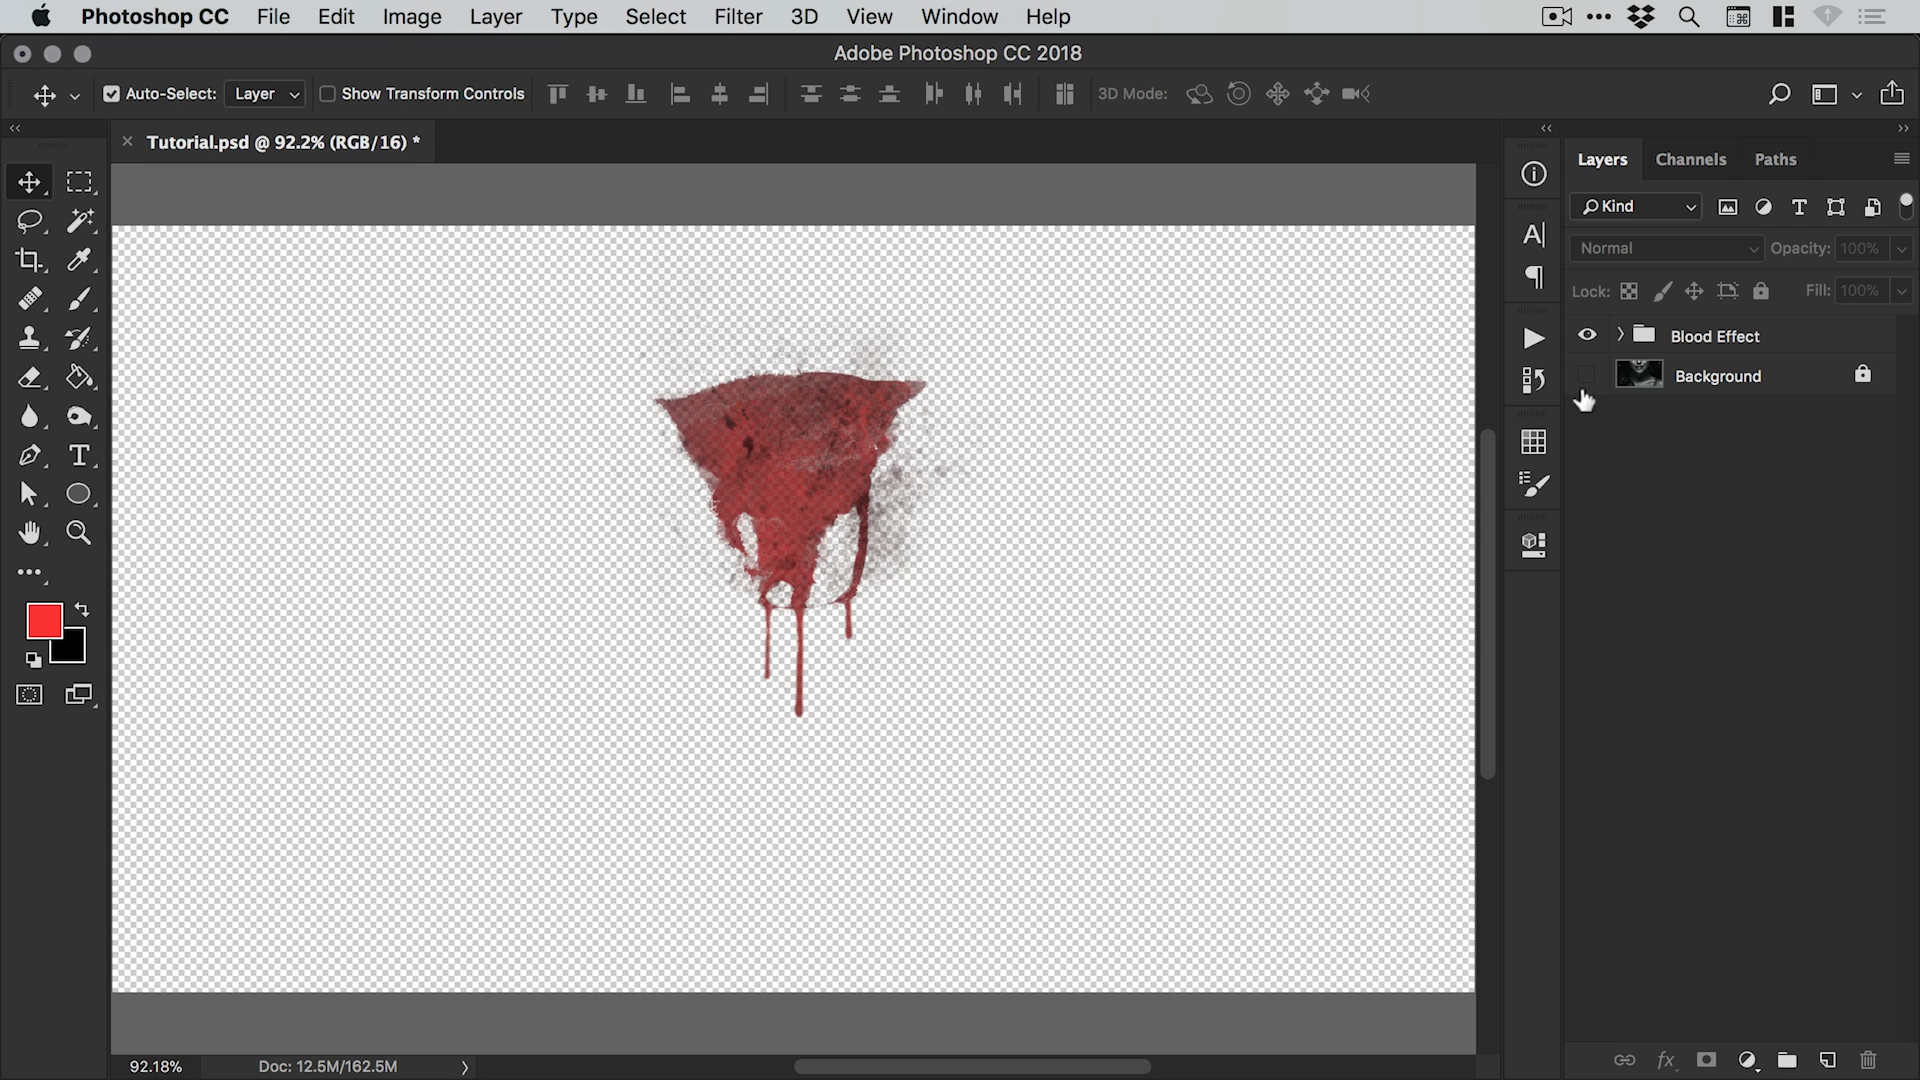 Photoshop CC File Edit Image Layer Type Select Filter 3D View Window Help
Adobe Photoshop CC 2018
Auto-Select: Layer Show Transform Controls 3D Mode:
Tutorial.psd @ 92.2% (RGB/16) *
Layers Channels Paths
Kind
Normal Opacity: 100%
Lock: Fill: 100%
Blood Effect
Background
92.18% Doc: 12.5M/162.5M